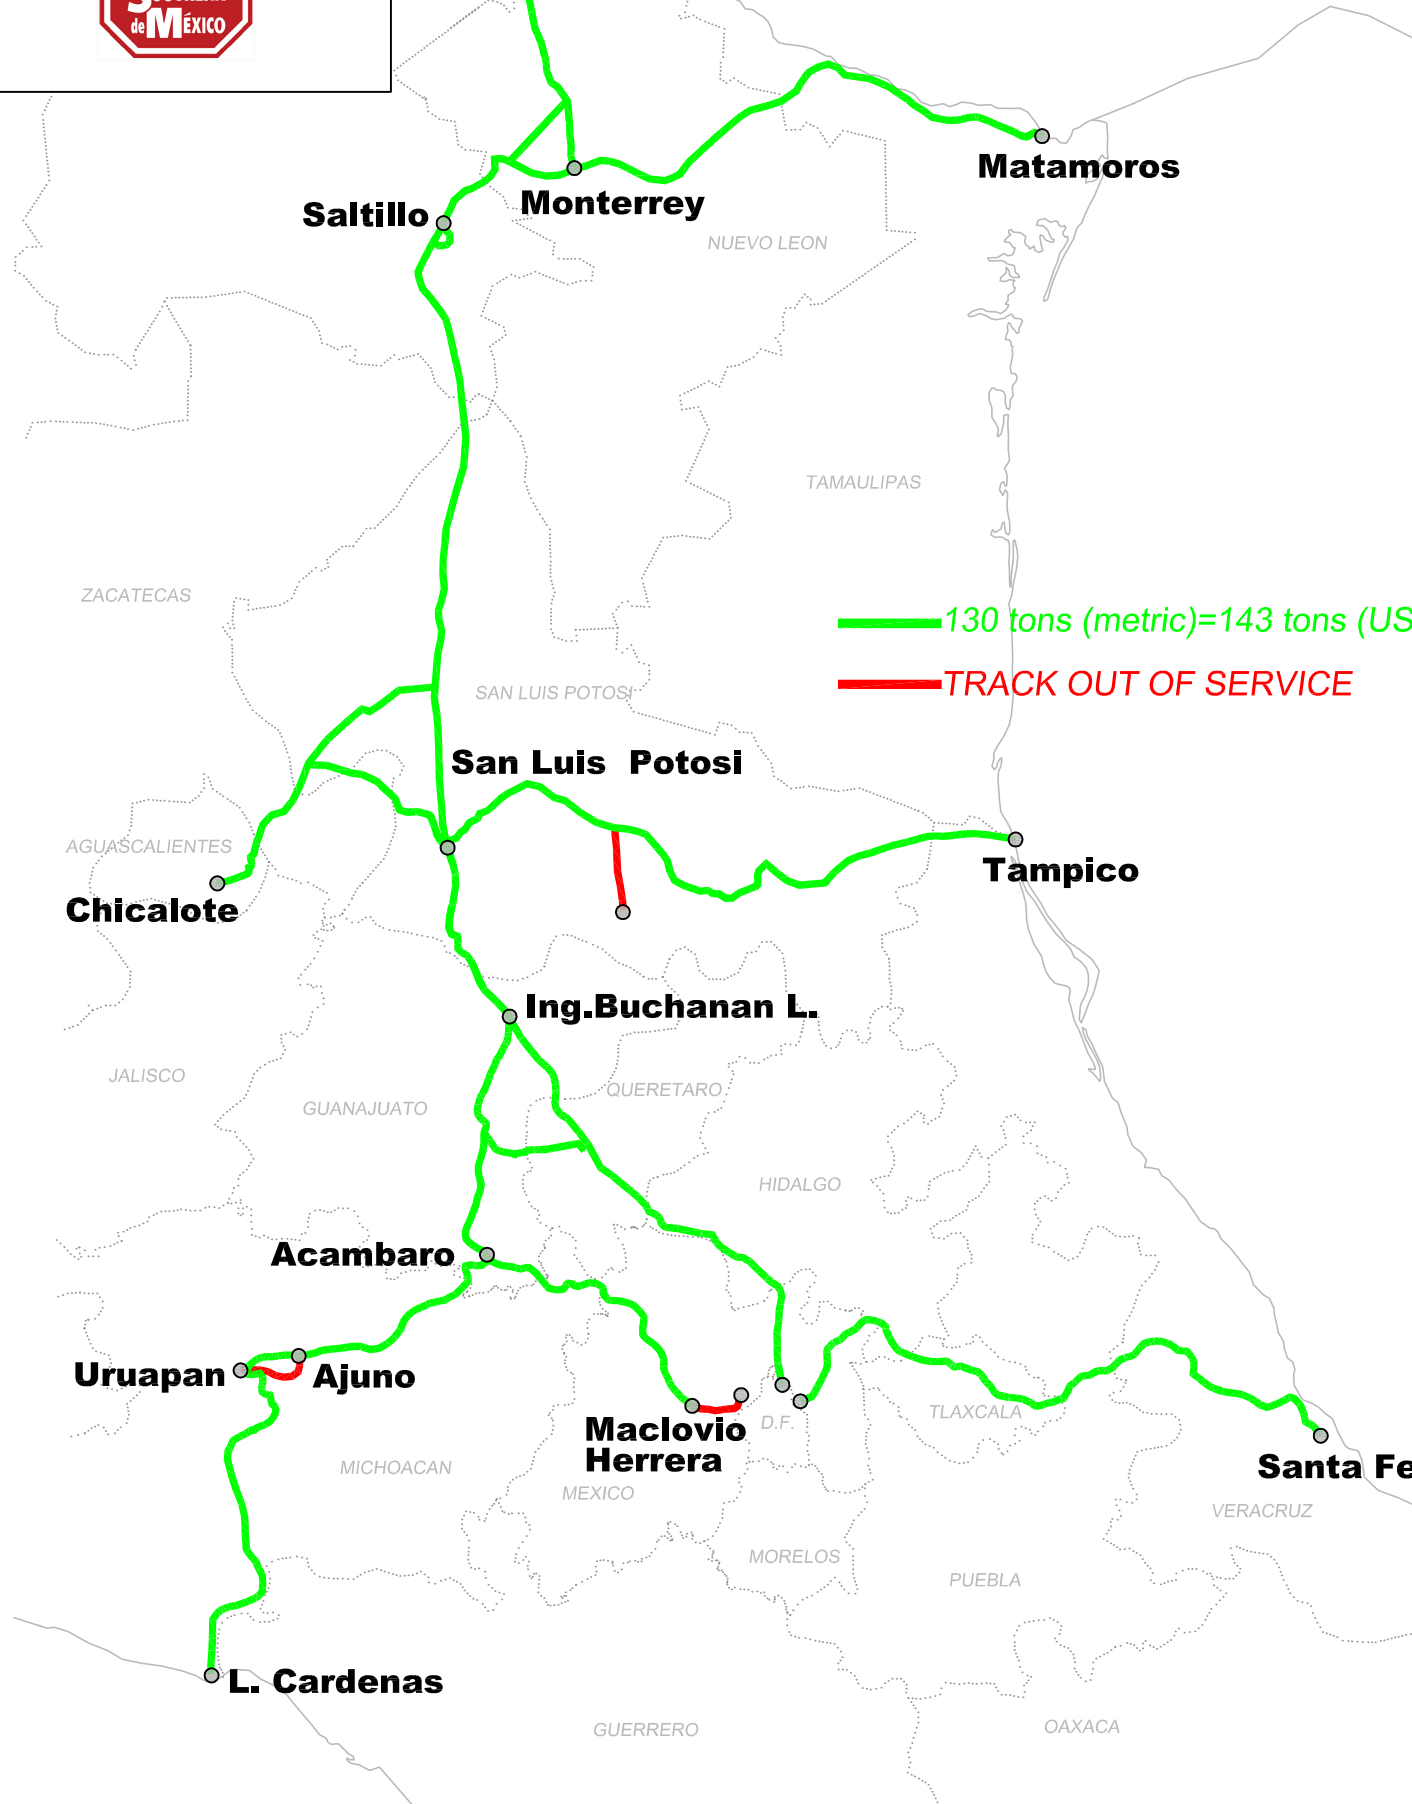 de MÉXICO
Matamoros
Monterrey
Saltillo
NUEVO LEON
TAMAULIPAS
ZACATECAS
130 tons (metric)=143 tons (US
TRACK OUT OF SERVICE
SAN LUIS POTOSI
San Luis Potosi
AGUASCALIENTES
Tampico
Chicalote
Ing.Buchanan L.
JALISCO
QUERETARO
GUANAJUATO
HIDALGO
Acambaro
Uruapan
Ajuno
TLAXCALA
D.F.
Maclovio
Herrera
Santa Fe
MICHOACAN
MEXICO
VERACRUZ
MORELOS
PUEBLA
L. Cardenas
GUERRERO
OAXACA